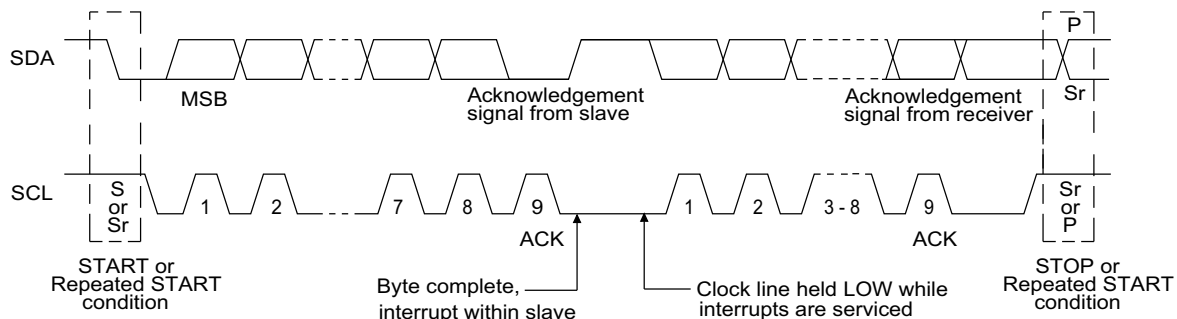 P
SDA
MSB
Acknowledgement
signal from slave
Acknowledgement
signal from receiver
Sr
SCL
S
or
Sr
1
2
7
8
9
ACK
1
2
3 - 8
9
ACK
Sr
or
P
START or
Repeated START
condition
Byte complete,
interrupt within slave
Clock line held LOW while
interrupts are serviced
STOP or
Repeated START
condition